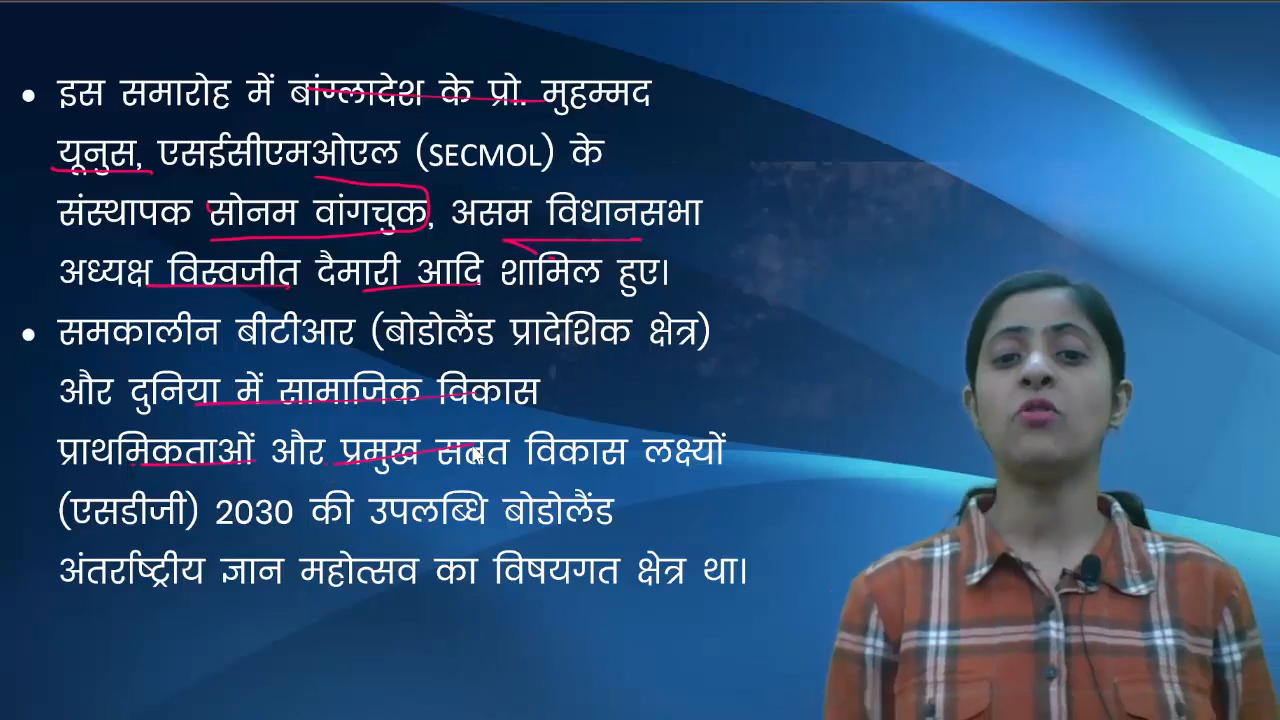 • इस समारोह में बांग्लादेश के प्रो. मुहम्मद
यूनुस, एसईसीएमओएल (SECMOL) के
संस्थापक सोनम वांगचुक, असम विधानसभा
अध्यक्ष विस्वजीत दैमारी आदि शामिल हुए।
• समकालीन बीटीआर (बोडोलैंड प्रादेशिक क्षेत्र)
और दुनिया में सामाजिक विकास
प्राथमिकताओं और प्रमुख सतत विकास लक्ष्यों
(एसडीजी) 2030 की उपलब्धि बोडोलैंड
अंतर्राष्ट्रीय ज्ञान महोत्सव का विषयगत क्षेत्र था।